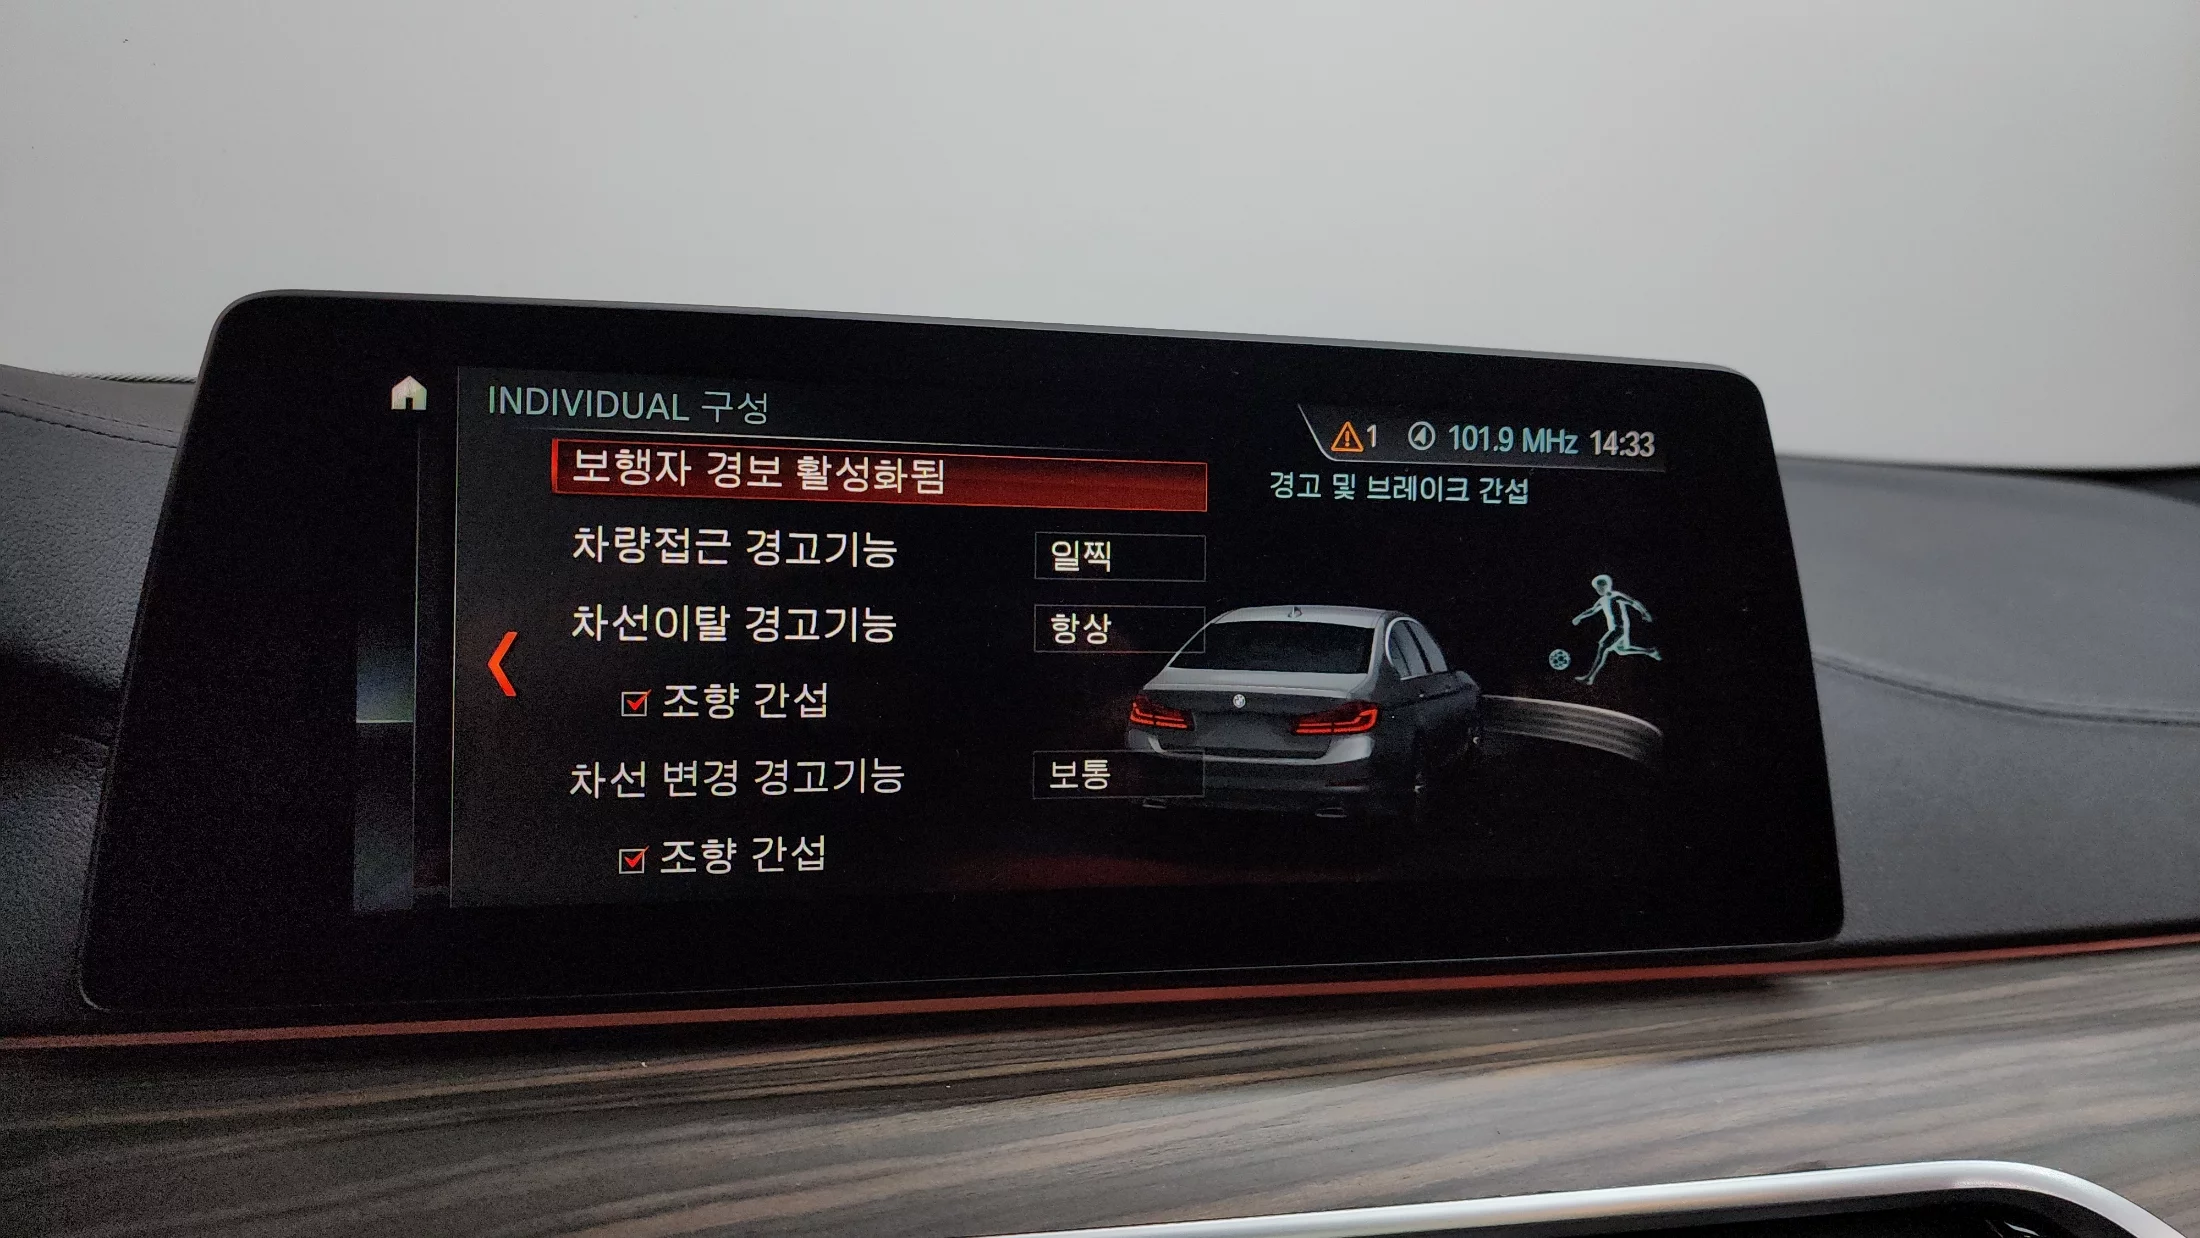 INDIVIDUAL 구성
1 101.9 MHz 14:33
보행자 경보 활성화됨
경고 및 브레이크 간섭
차량접근 경고기능 일찍
차선이탈 경고기능 항상
조향 간섭
차선 변경 경고기능 보통
조향 간섭